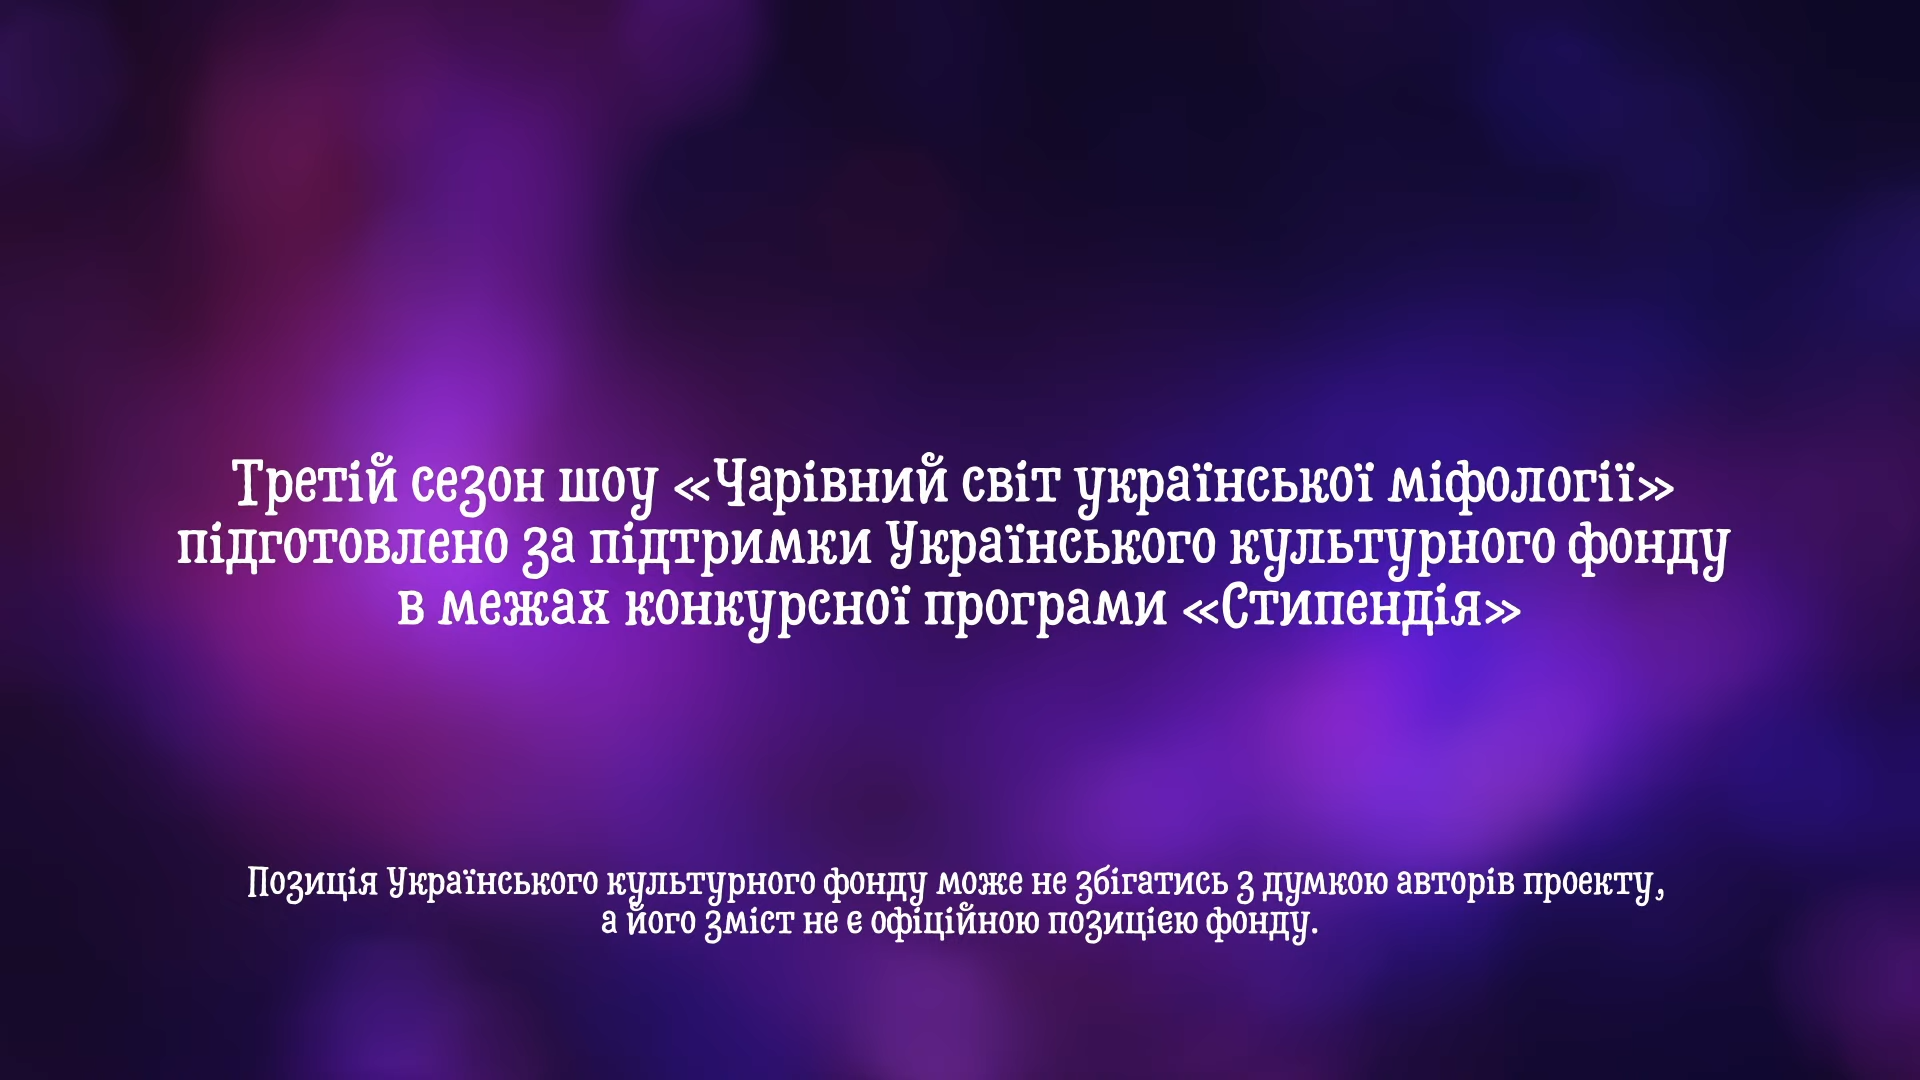 Третій сезон шоу «Чарівний світ української міфології»
підготовлено за підтримки Українського культурного фонду
в межах конкурсної програми «Стипендія»
Позиція Українського культурного фонду може не збігатись з думкою авторів проекту,
а його зміст не є офіційною позицією фонду.